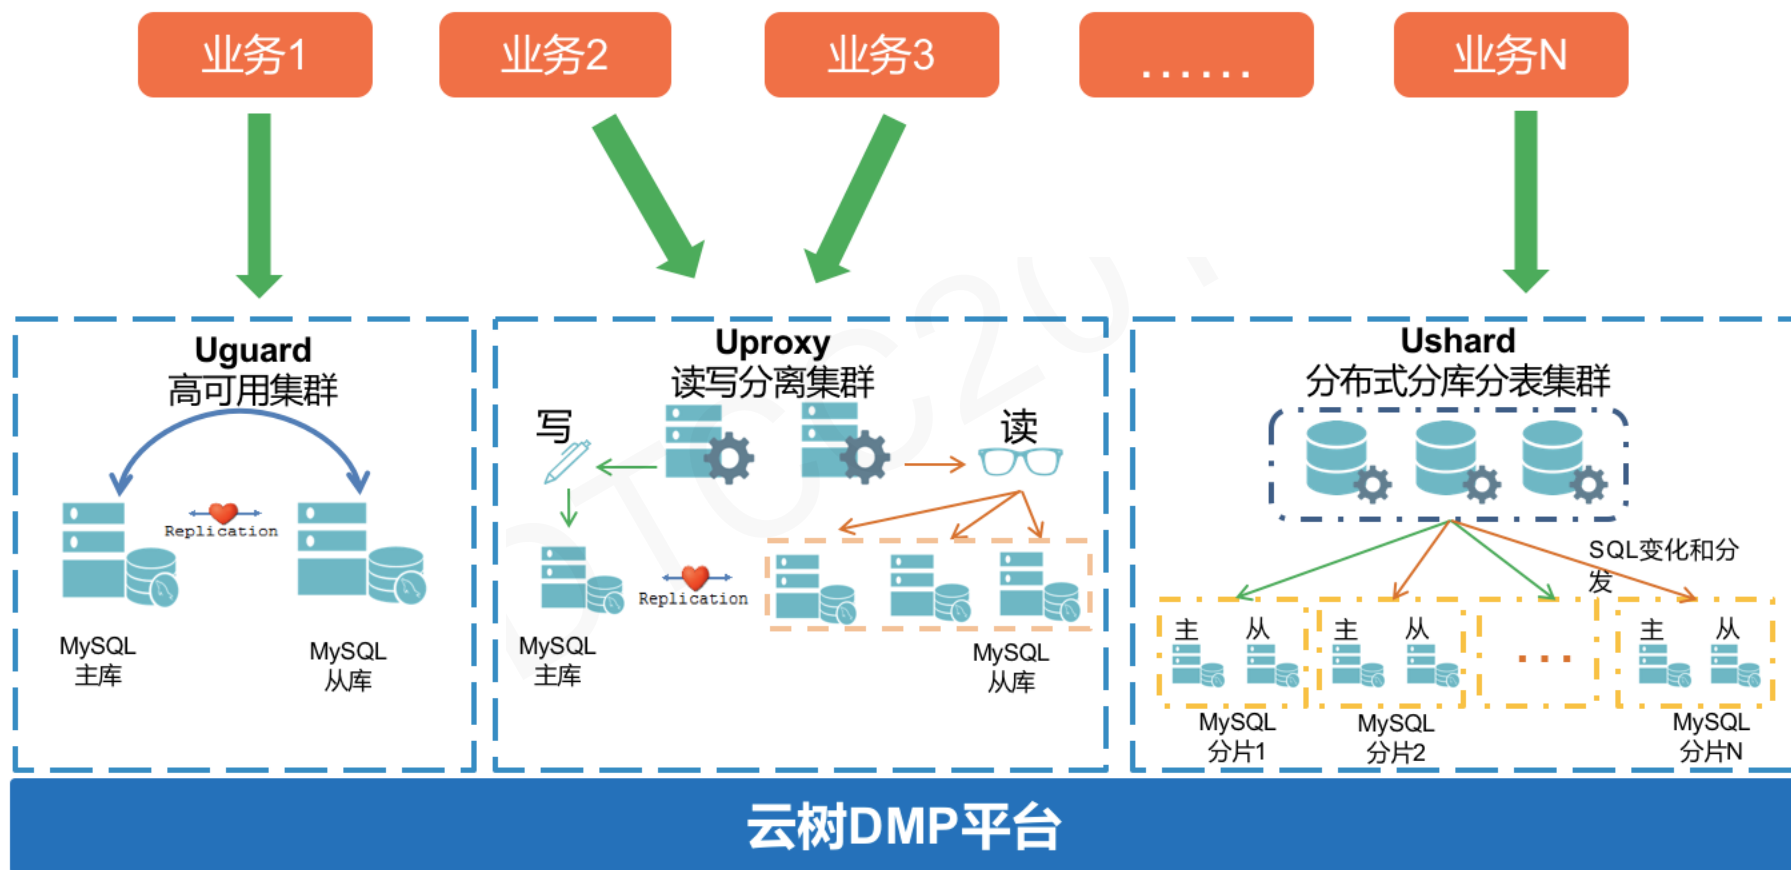 业务1
业务2
业务3
......
业务N
Uguard
高可用集群
Replication
MySQL
主库
MySQL
从库
Uproxy
读写分离集群
写
读
Replication
MySQL
主库
MySQL
从库
Ushard
分布式分库分表集群
SQL变化和分
发
主
从
主
从
...
主
从
MySQL
分片1
MySQL
分片2
MySQL
分片N
云树DMP平台